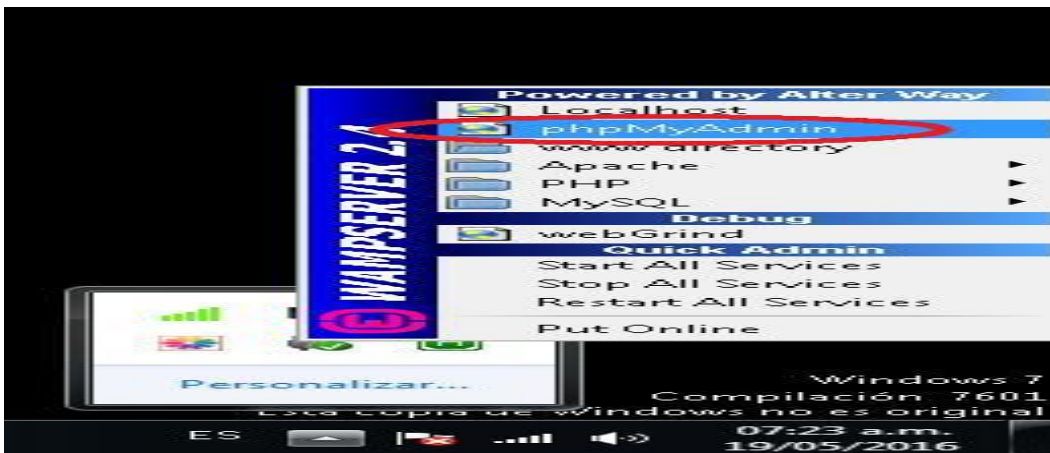 Powered by Alter Way
Localhost
phpMyAdmin
www directory
Apache
PHP
MySQL
Debug
webGrind
Quick Admin
Start All Services
Stop All Services
Restart All Services
Put Online
WAMPSERVER 2.4
Personalizar...
Windows 7
Compilación 7601
Esta copia de Windows no es original
ES
07:23 a.m.
19/05/2016